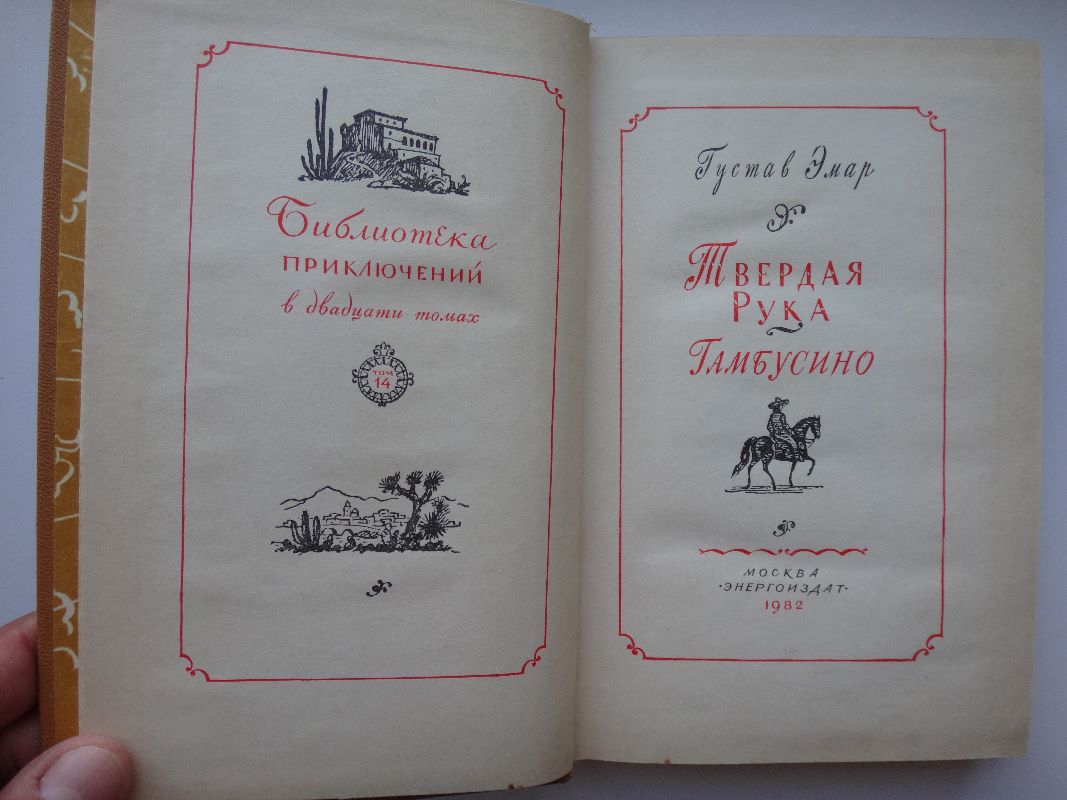 Библиотека
ПРИКЛЮЧЕНИЙ
в двадцати томах
ТОМ
14
Густав Эмар
ТВЕРДАЯ
РУКА
ГАМБУСИНО
МОСКВА
·ЭНЕРГОИЗДАТ·
1982